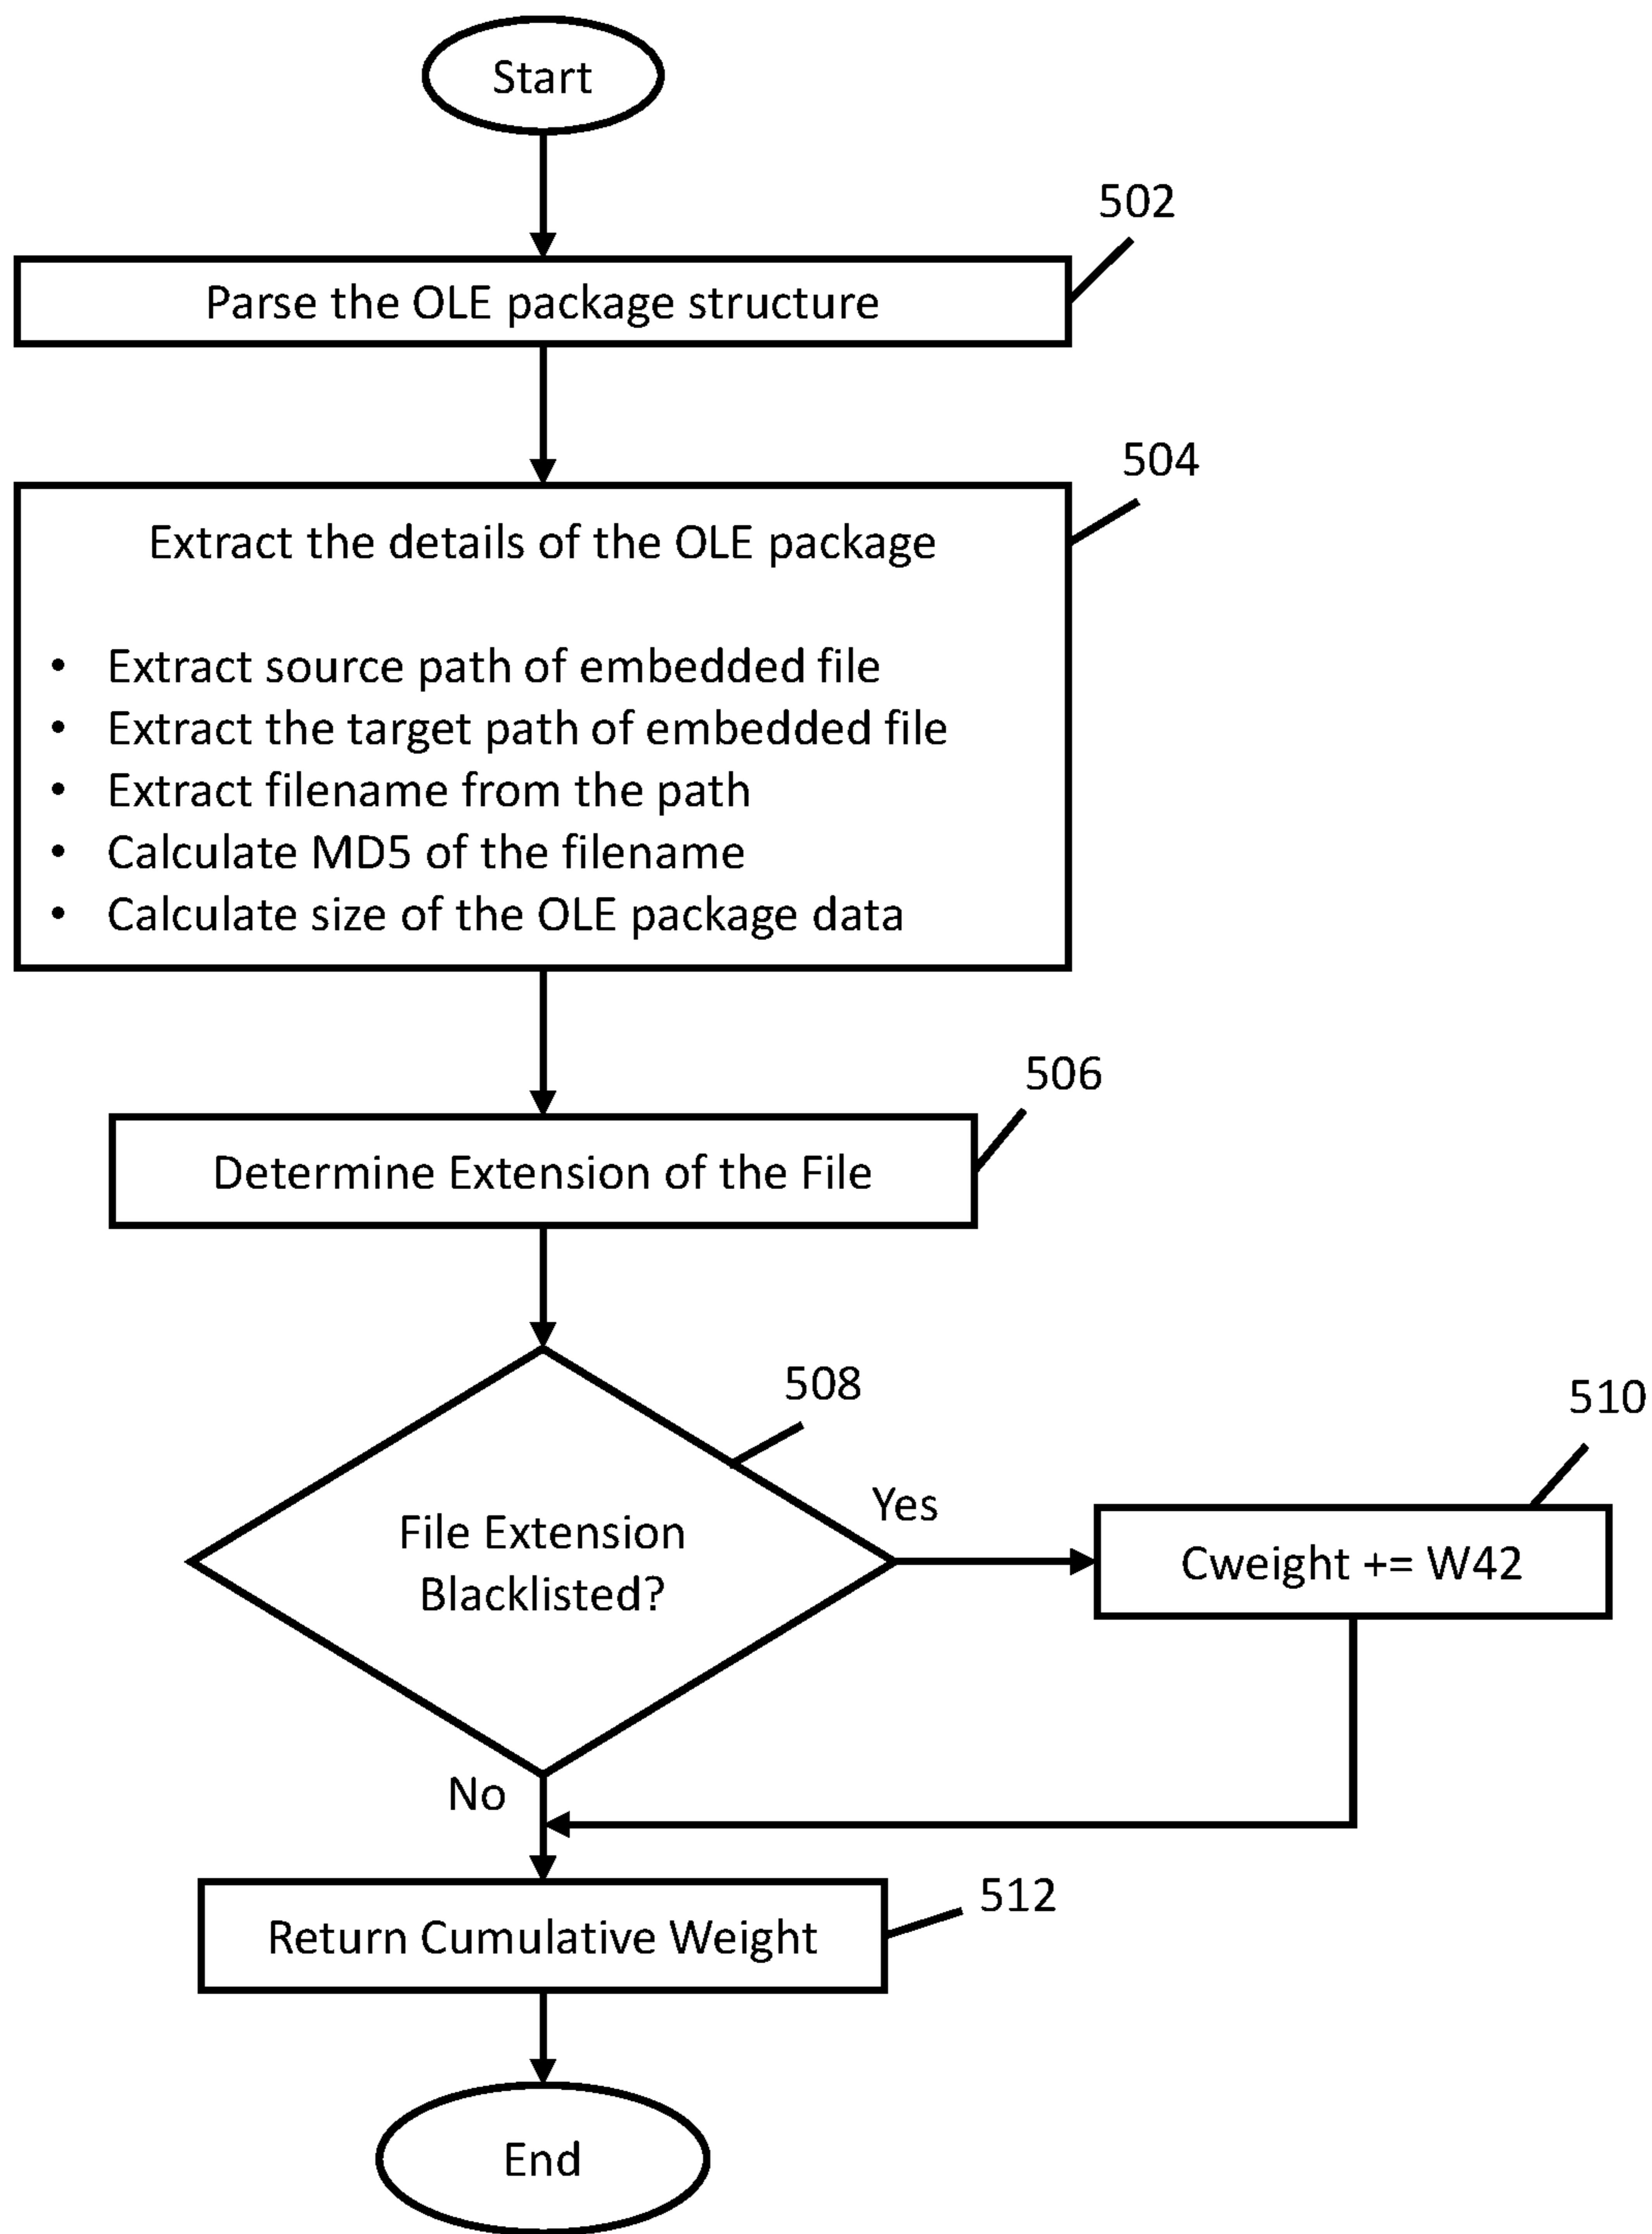 Start
502
Parse the OLE package structure
504
Extract the details of the OLE package
• Extract source path of embedded file
• Extract the target path of embedded file
• Extract filename from the path
• Calculate MD5 of the filename
• Calculate size of the OLE package data
506
Determine Extension of the File
508
File Extension
Blacklisted?
Yes
510
Cweight += W42
No
512
Return Cumulative Weight
End